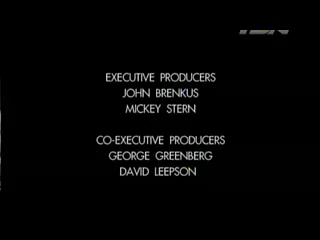 EXECUTIVE PRODUCERS
JOHN BRENKUS
MICKEY STERN
CO-EXECUTIVE PRODUCERS
GEORGE GREENBERG
DAVID LEEPSON